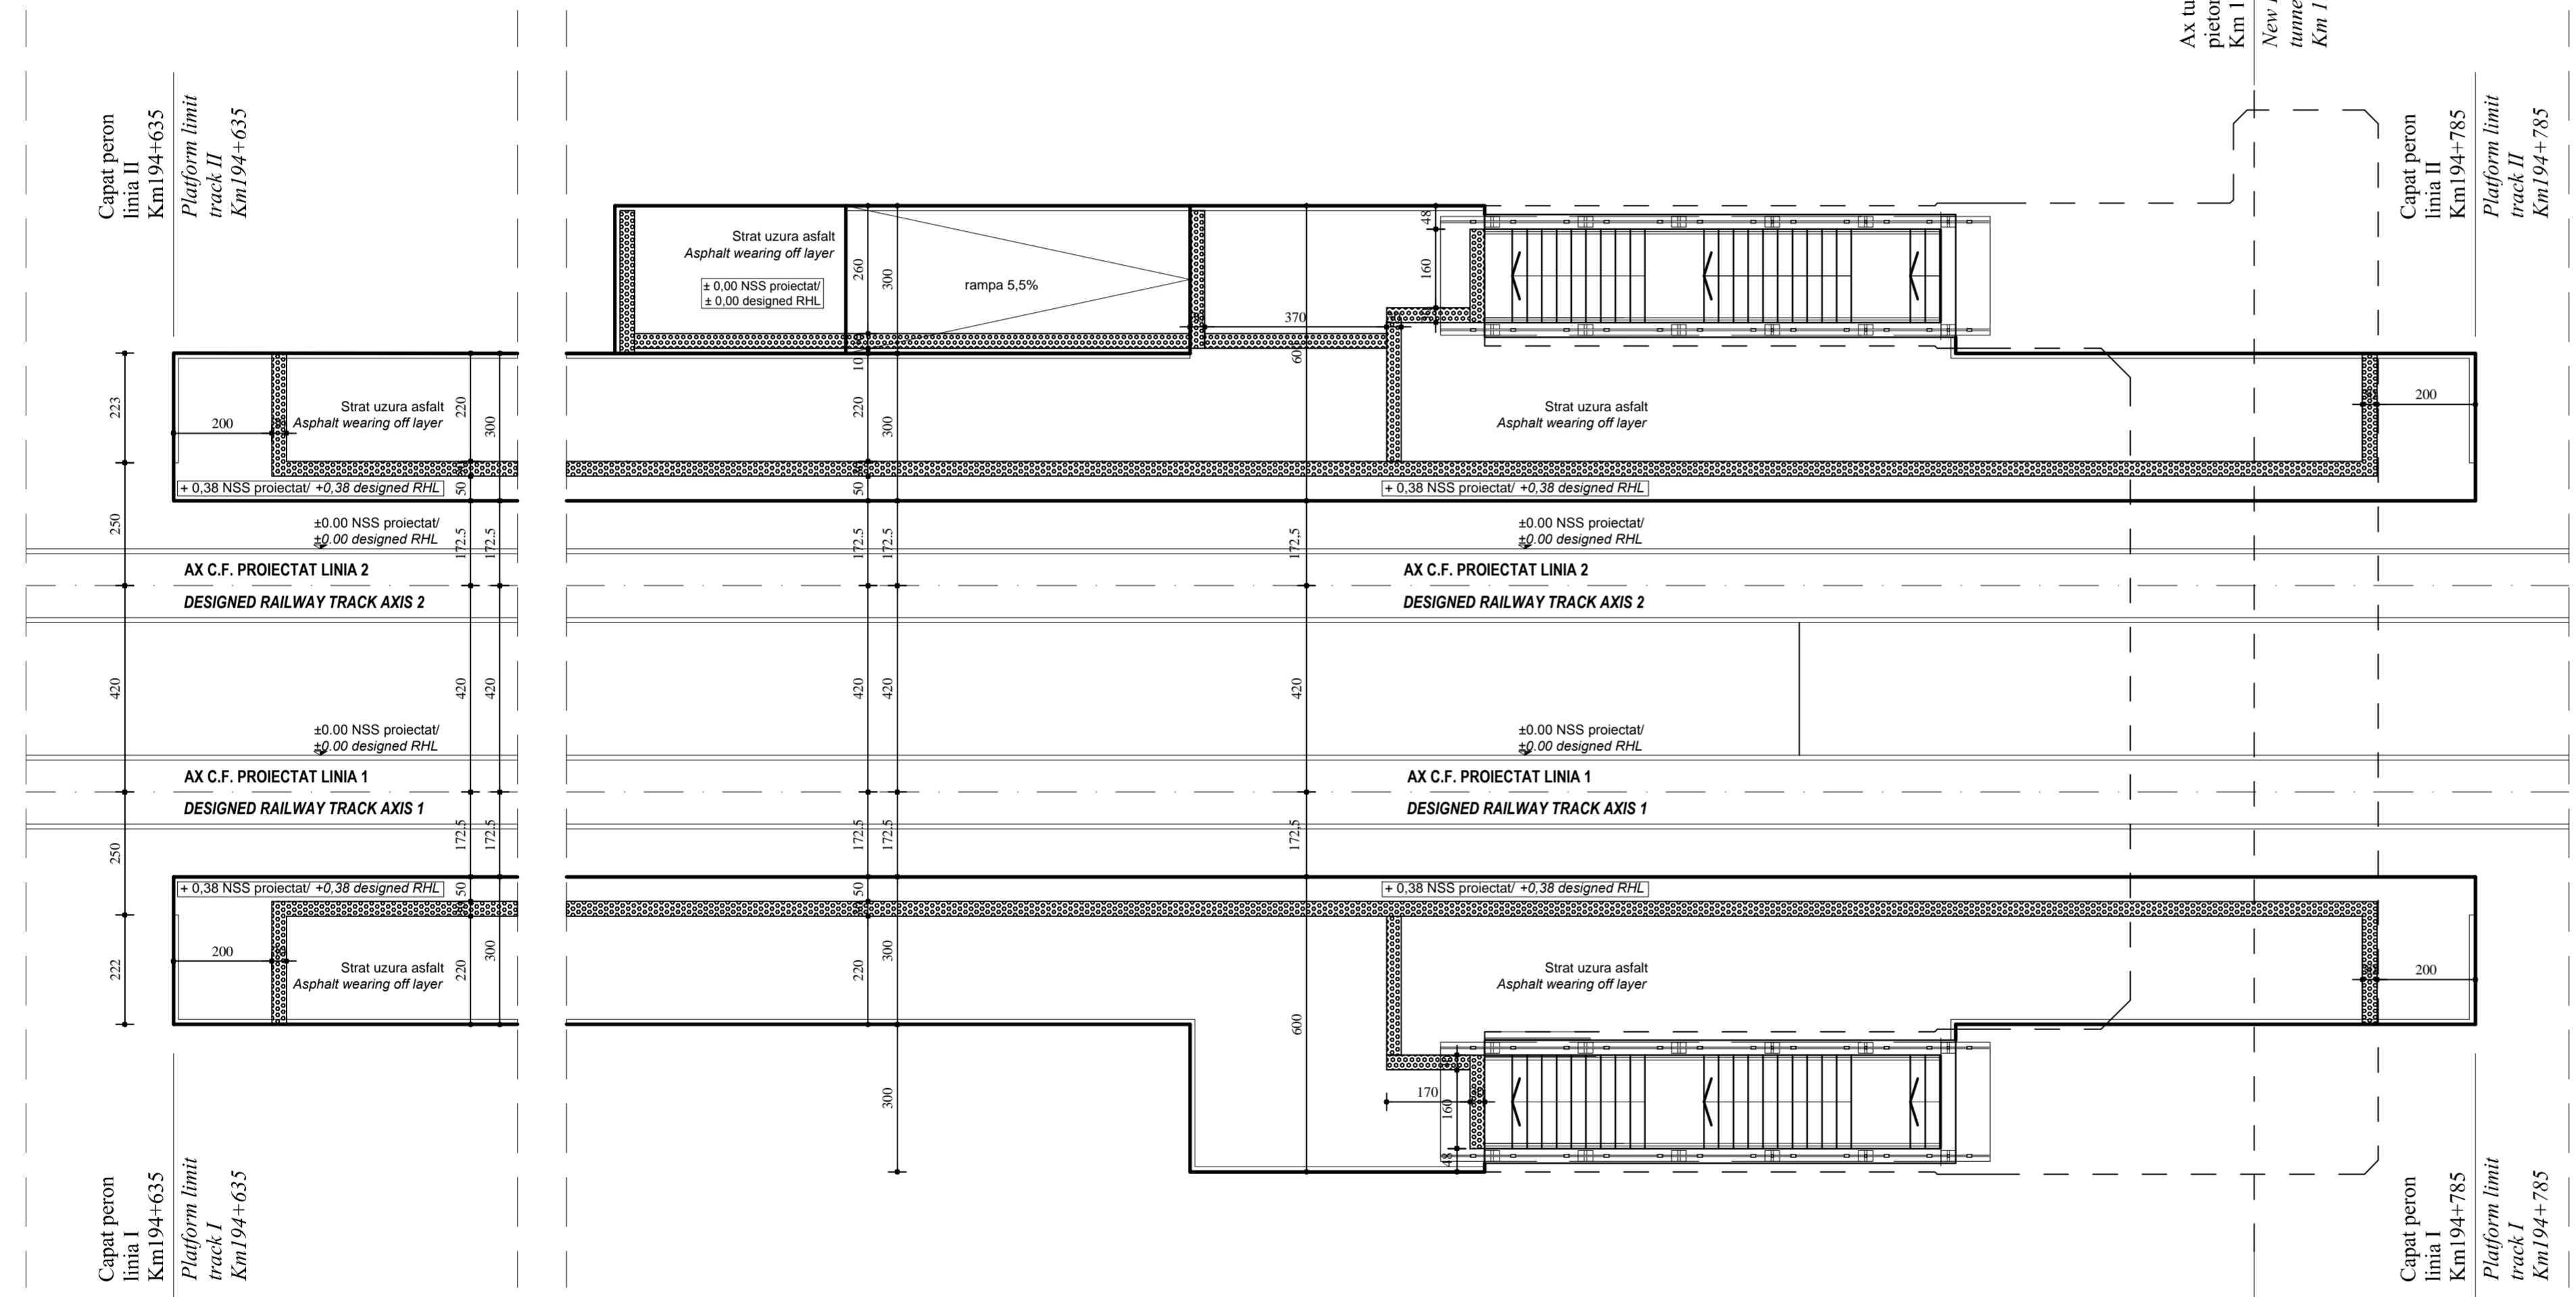 Ax tu
pietor
Km 1
New
tunne
Km 1
Capat peron
linia II
Km194+635
Platform limit
track II
Km194+635
Capat peron
linia II
Km194+785
Platform limit
track II
Km194+785
Strat uzura asfalt
Asphalt wearing off layer
± 0,00 NSS proiectat/
± 0,00 designed RHL
260
300
rampa 5,5%
48
160
370
600
10
223
200
Strat uzura asfalt
Asphalt wearing off layer
220
300
220
300
Strat uzura asfalt
Asphalt wearing off layer
200
+ 0,38 NSS proiectat/ +0,38 designed RHL
50
50
+ 0,38 NSS proiectat/ +0,38 designed RHL
250
±0.00 NSS proiectat/
±0.00 designed RHL
172.5
172.5
172.5
172.5
172,5
±0.00 NSS proiectat/
±0.00 designed RHL
AX C.F. PROIECTAT LINIA 2
DESIGNED RAILWAY TRACK AXIS 2
AX C.F. PROIECTAT LINIA 2
DESIGNED RAILWAY TRACK AXIS 2
420
420
420
420
420
420
±0.00 NSS proiectat/
±0.00 designed RHL
±0.00 NSS proiectat/
±0.00 designed RHL
AX C.F. PROIECTAT LINIA 1
DESIGNED RAILWAY TRACK AXIS 1
AX C.F. PROIECTAT LINIA 1
DESIGNED RAILWAY TRACK AXIS 1
250
172.5
172.5
172.5
172.5
172,5
+ 0,38 NSS proiectat/ +0,38 designed RHL
50
50
+ 0,38 NSS proiectat/ +0,38 designed RHL
222
200
Strat uzura asfalt
Asphalt wearing off layer
220
300
220
300
600
Strat uzura asfalt
Asphalt wearing off layer
200
300
170
160
48
Capat peron
linia I
Km194+635
Platform limit
track I
Km194+635
Capat peron
linia I
Km194+785
Platform limit
track I
Km194+785